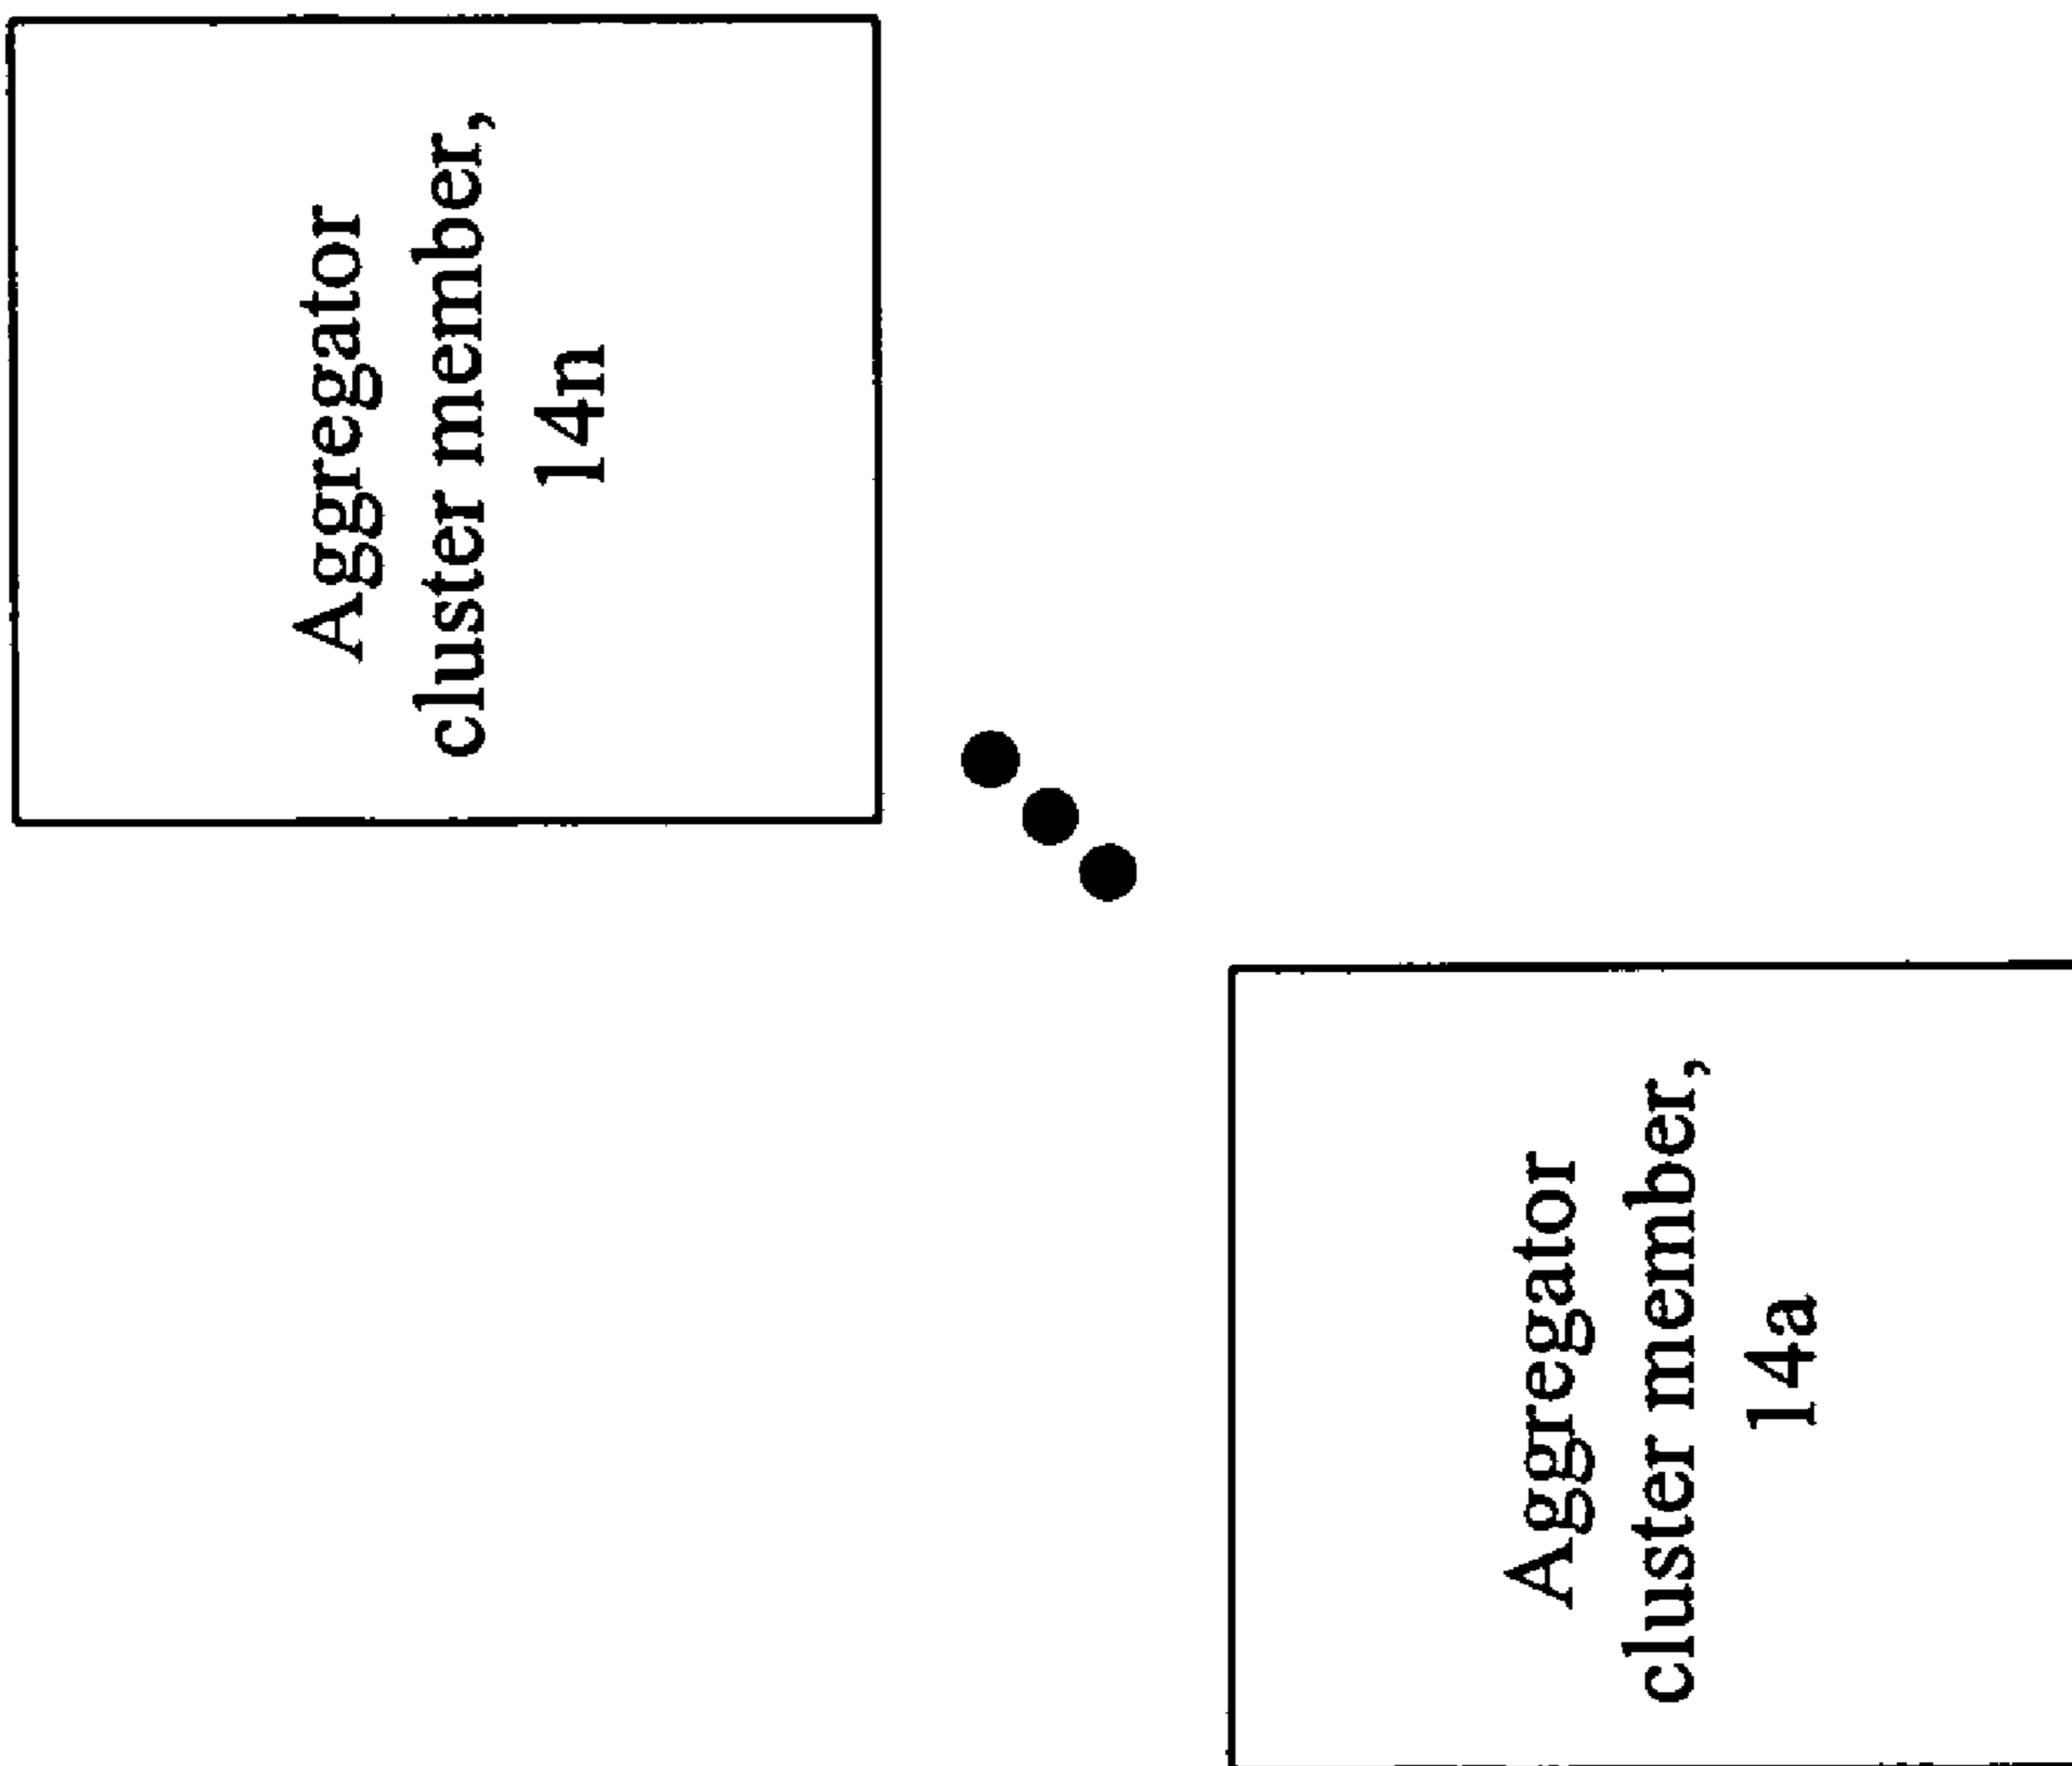 Aggregator
cluster member,
14n
Aggregator
cluster member,
14a